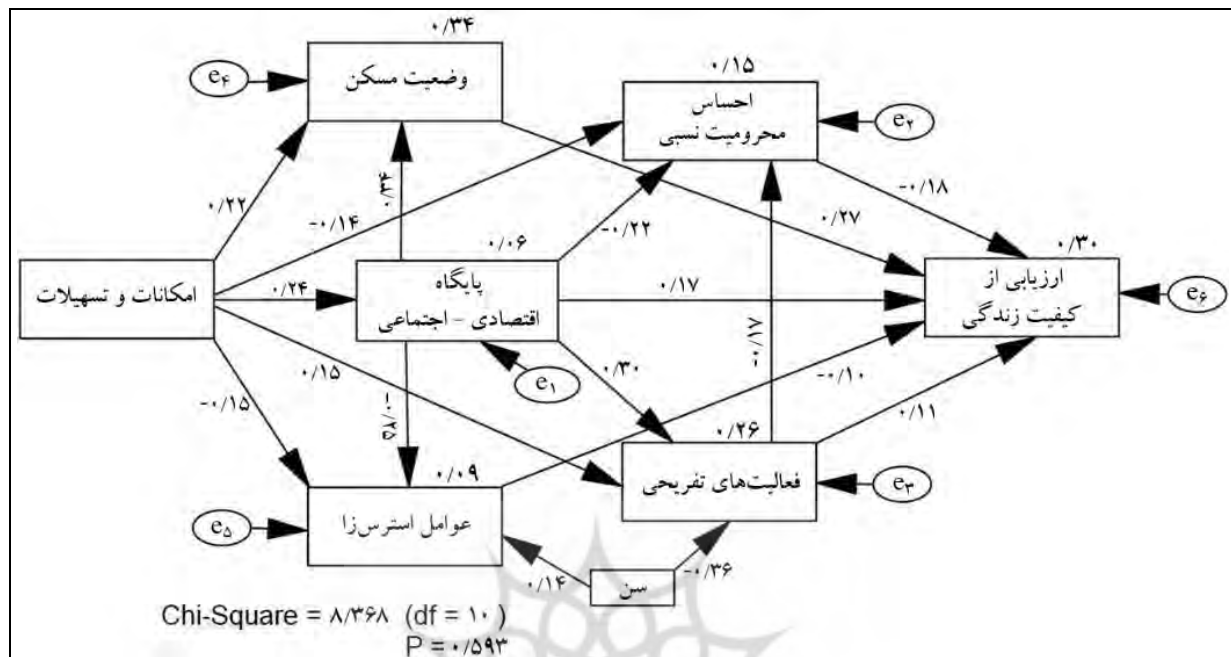 ۰/۳۴
وضعیت مسکن
e۴
۰/۱۵
احساس
محرومیت نسبی
e۲
۰/۲۲
-۰/۱۴
۰/۳۴
-۰/۲۲
۰/۲۷
-۰/۱۸
امکانات و تسهیلات
۰/۲۴
۰/۰۶
پایگاه
اقتصادی - اجتماعی
۰/۱۷
۰/۳۰
ارزیابی از
کیفیت زندگی
e۶
e۱
-۰/۱۵
۰/۱۵
۰/۳۰
-۰/۱۷
-۰/۱۰
۰/۱۱
۰/۲۶
فعالیت‌های تفریحی
e۳
۰/۰۹
عوامل استرس‌زا
e۵
۰/۱۴
سن
-۰/۳۶
Chi-Square = ۸/۳۶۸ (df = ۱۰ )
P = ۰/۵۹۳